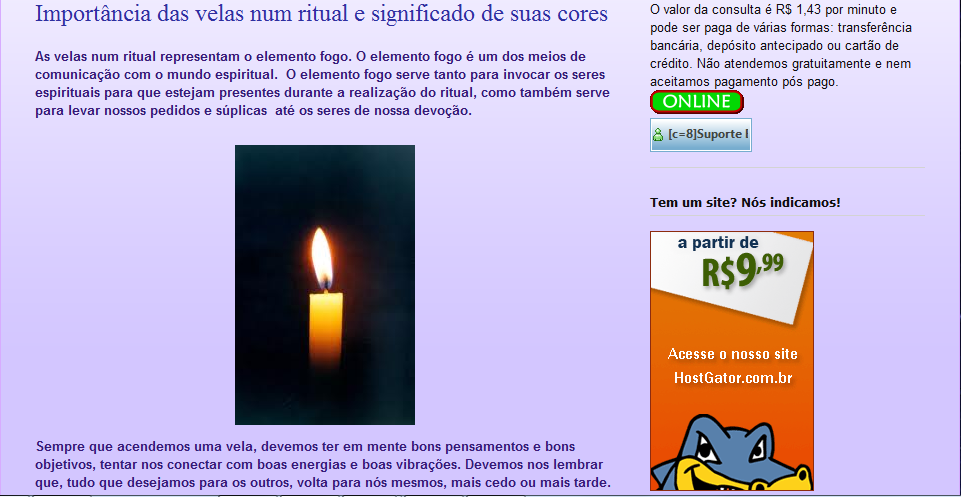 Importância das velas num ritual e significado de suas cores
As velas num ritual representam o elemento fogo. O elemento fogo é um dos meios de
comunicação com o mundo espiritual.  O elemento fogo serve tanto para invocar os seres
espirituais para que estejam presentes durante a realização do ritual, como também serve
para levar nossos pedidos e súplicas  até os seres de nossa devoção.
Sempre que acendemos uma vela, devemos ter em mente bons pensamentos e bons
objetivos, tentar nos conectar com boas energias e boas vibrações. Devemos nos lembrar
que, tudo que desejamos para os outros, volta para nós mesmos, mais cedo ou mais tarde.
O valor da consulta é R$ 1,43 por minuto e
pode ser paga de várias formas: transferência
bancária, depósito antecipado ou cartão de
crédito. Não atendemos gratuitamente e nem
aceitamos pagamento pós pago.
ONLINE
[c=8]Suporte
Tem um site? Nós indicamos!
a partir de
R$9,99
Acesse o nosso site
HostGator.com.br